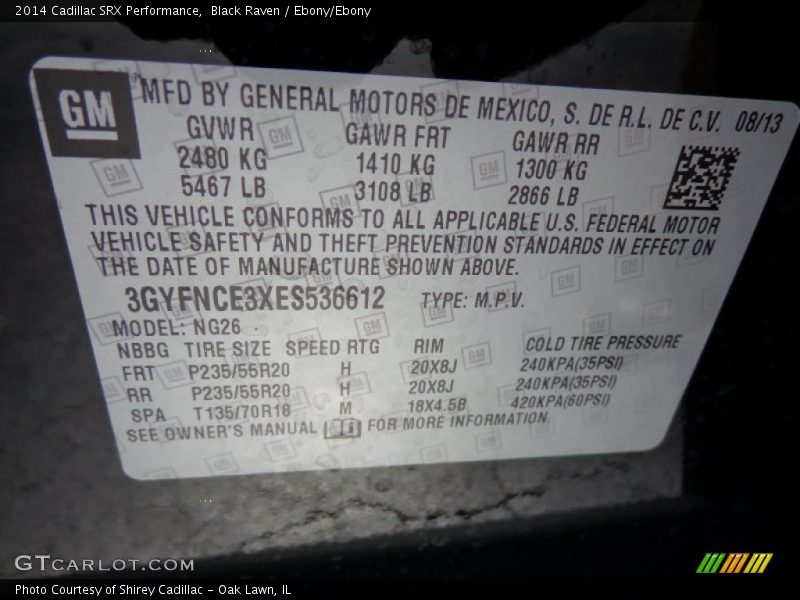 2014 Cadillac SRX Performance, Black Raven / Ebony/Ebony
GM
MFD BY GENERAL MOTORS DE MEXICO, S. DE R.L. DE C.V. 08/13
GVWR GAWR FRT GAWR RR
2480 KG 1410 KG 1300 KG
5467 LB 3108 LB 2866 LB
THIS VEHICLE CONFORMS TO ALL APPLICABLE U.S. FEDERAL MOTOR
VEHICLE SAFETY AND THEFT PREVENTION STANDARDS IN EFFECT ON
THE DATE OF MANUFACTURE SHOWN ABOVE.
3GYFNCE3XES536612 TYPE: M.P.V.
MODEL: NG26
NBBG TIRE SIZE SPEED RTG RIM COLD TIRE PRESSURE
FRT P235/55R20 H 20X8J 240KPA(35PSI)
RR P235/55R20 H 20X8J 240KPA(35PSI)
SPA T135/70R18 M 18X4.5B 420KPA(60PSI)
SEE OWNER'S MANUAL FOR MORE INFORMATION.
GTCARLOT.COM
Photo Courtesy of Shirey Cadillac - Oak Lawn, IL